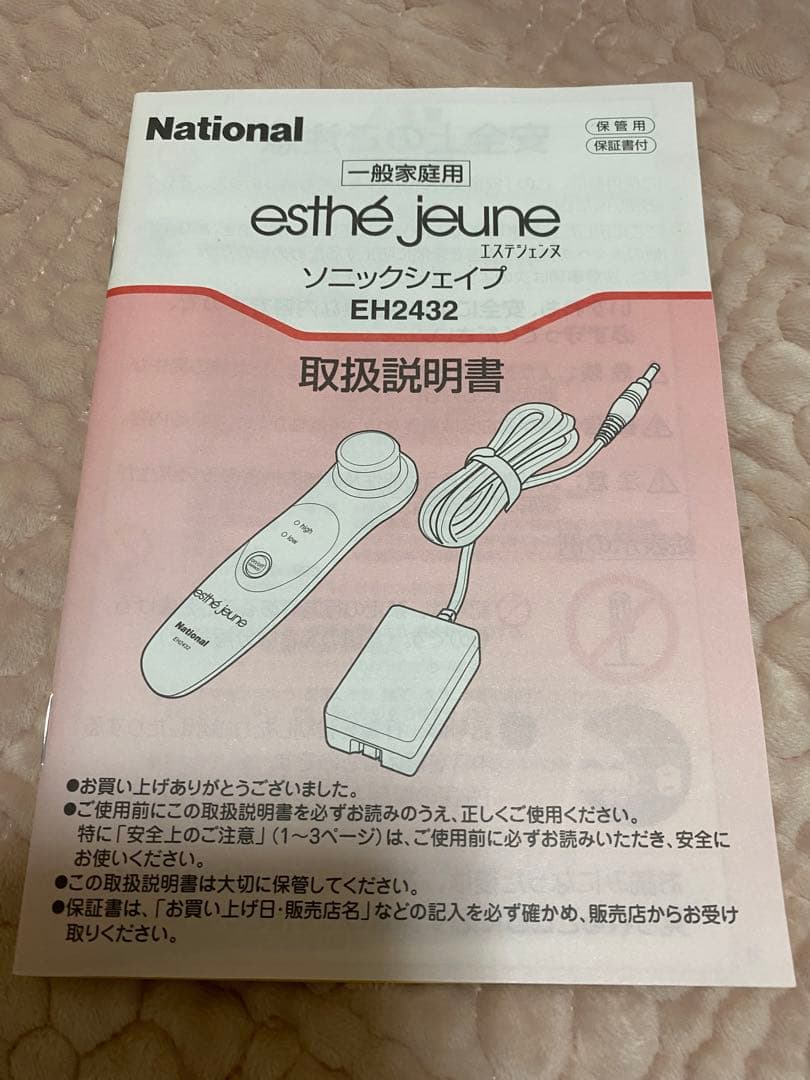 National
保管用
保証書付
一般家庭用
esthé jeune
エステジェンヌ
ソニックシェイプ
EH2432
取扱説明書
high
low
esthé jeune
National
EH2432
●お買い上げありがとうございました。
●ご使用前にこの取扱説明書を必ずお読みのうえ、正しくご使用ください。
特に「安全上のご注意」(1～3ページ)は、ご使用前に必ずお読みいただき、安全に
お使いください。
●この取扱説明書は大切に保管してください。
●保証書は、「お買い上げ日・販売店名」などの記入を必ず確かめ、販売店からお受け
取りください。